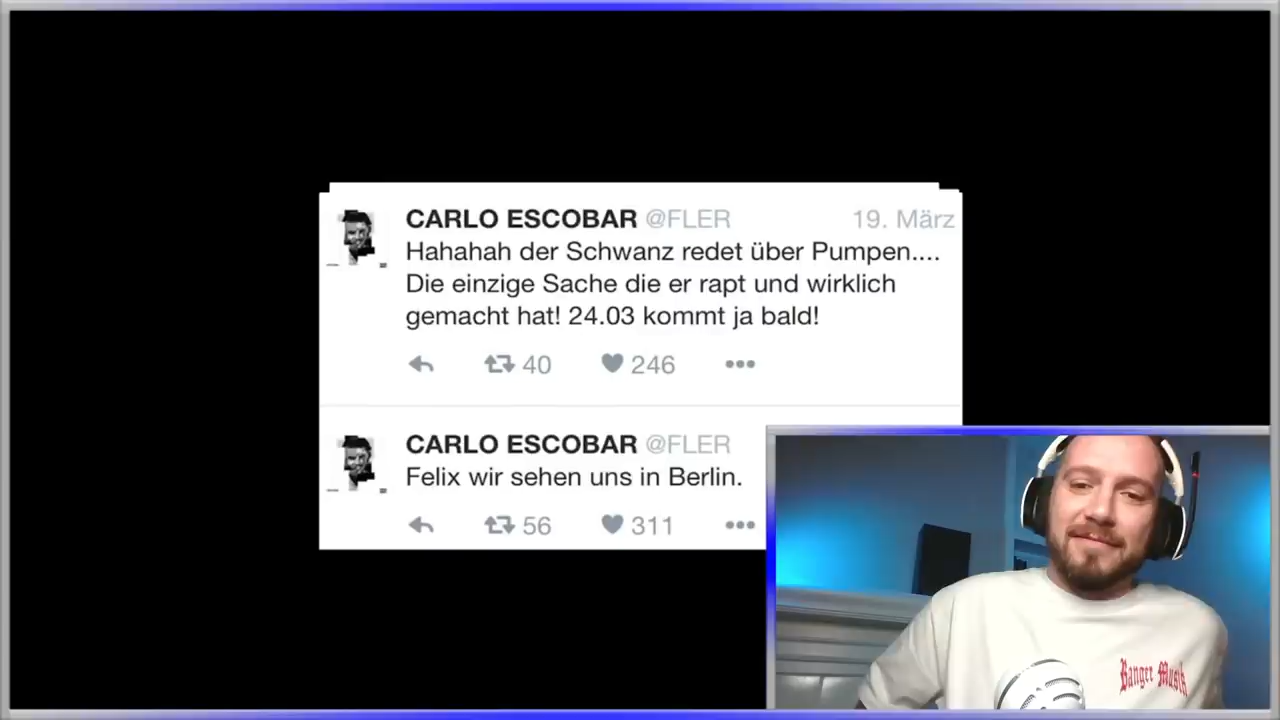 CARLO ESCOBAR @FLER 19. März
Hahahah der Schwanz redet über Pumpen....
Die einzige Sache die er rapt und wirklich
gemacht hat! 24.03 kommt ja bald!
40 246
CARLO ESCOBAR @FLER
Felix wir sehen uns in Berlin.
56 311
Banger Musik